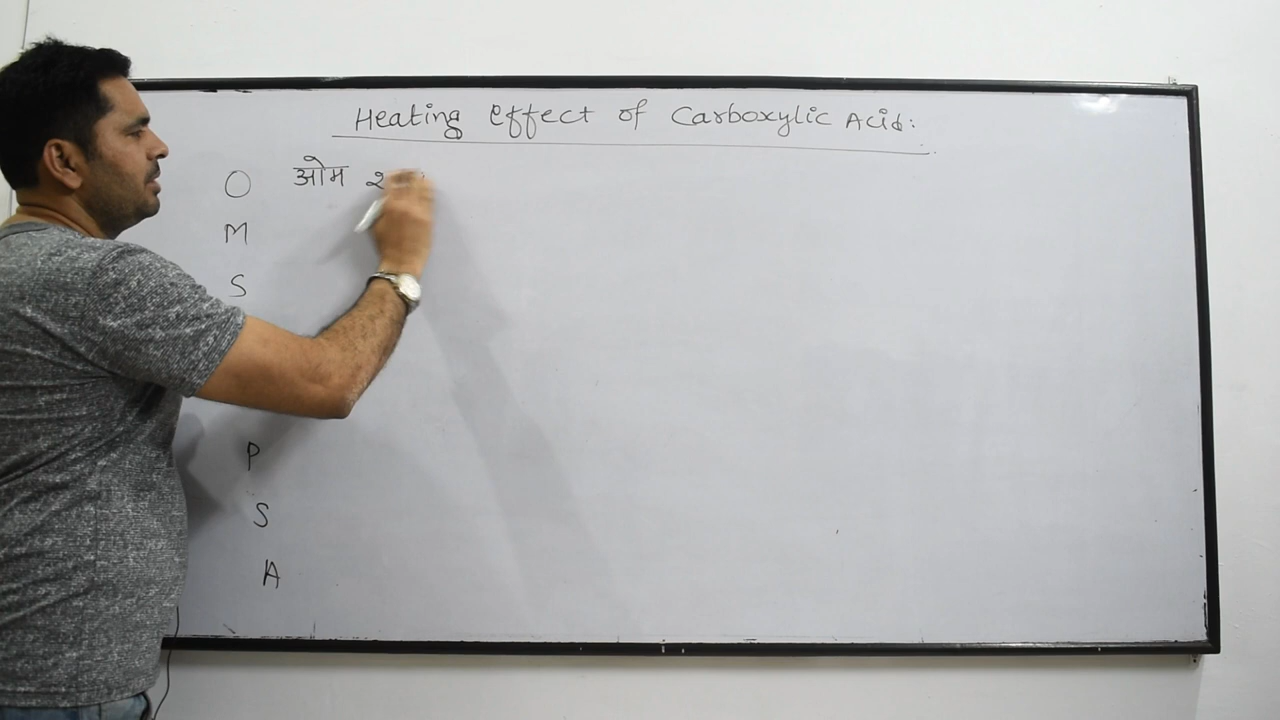 Heating effect of Carboxylic Acid:
O ओम
M
S
P
S
A